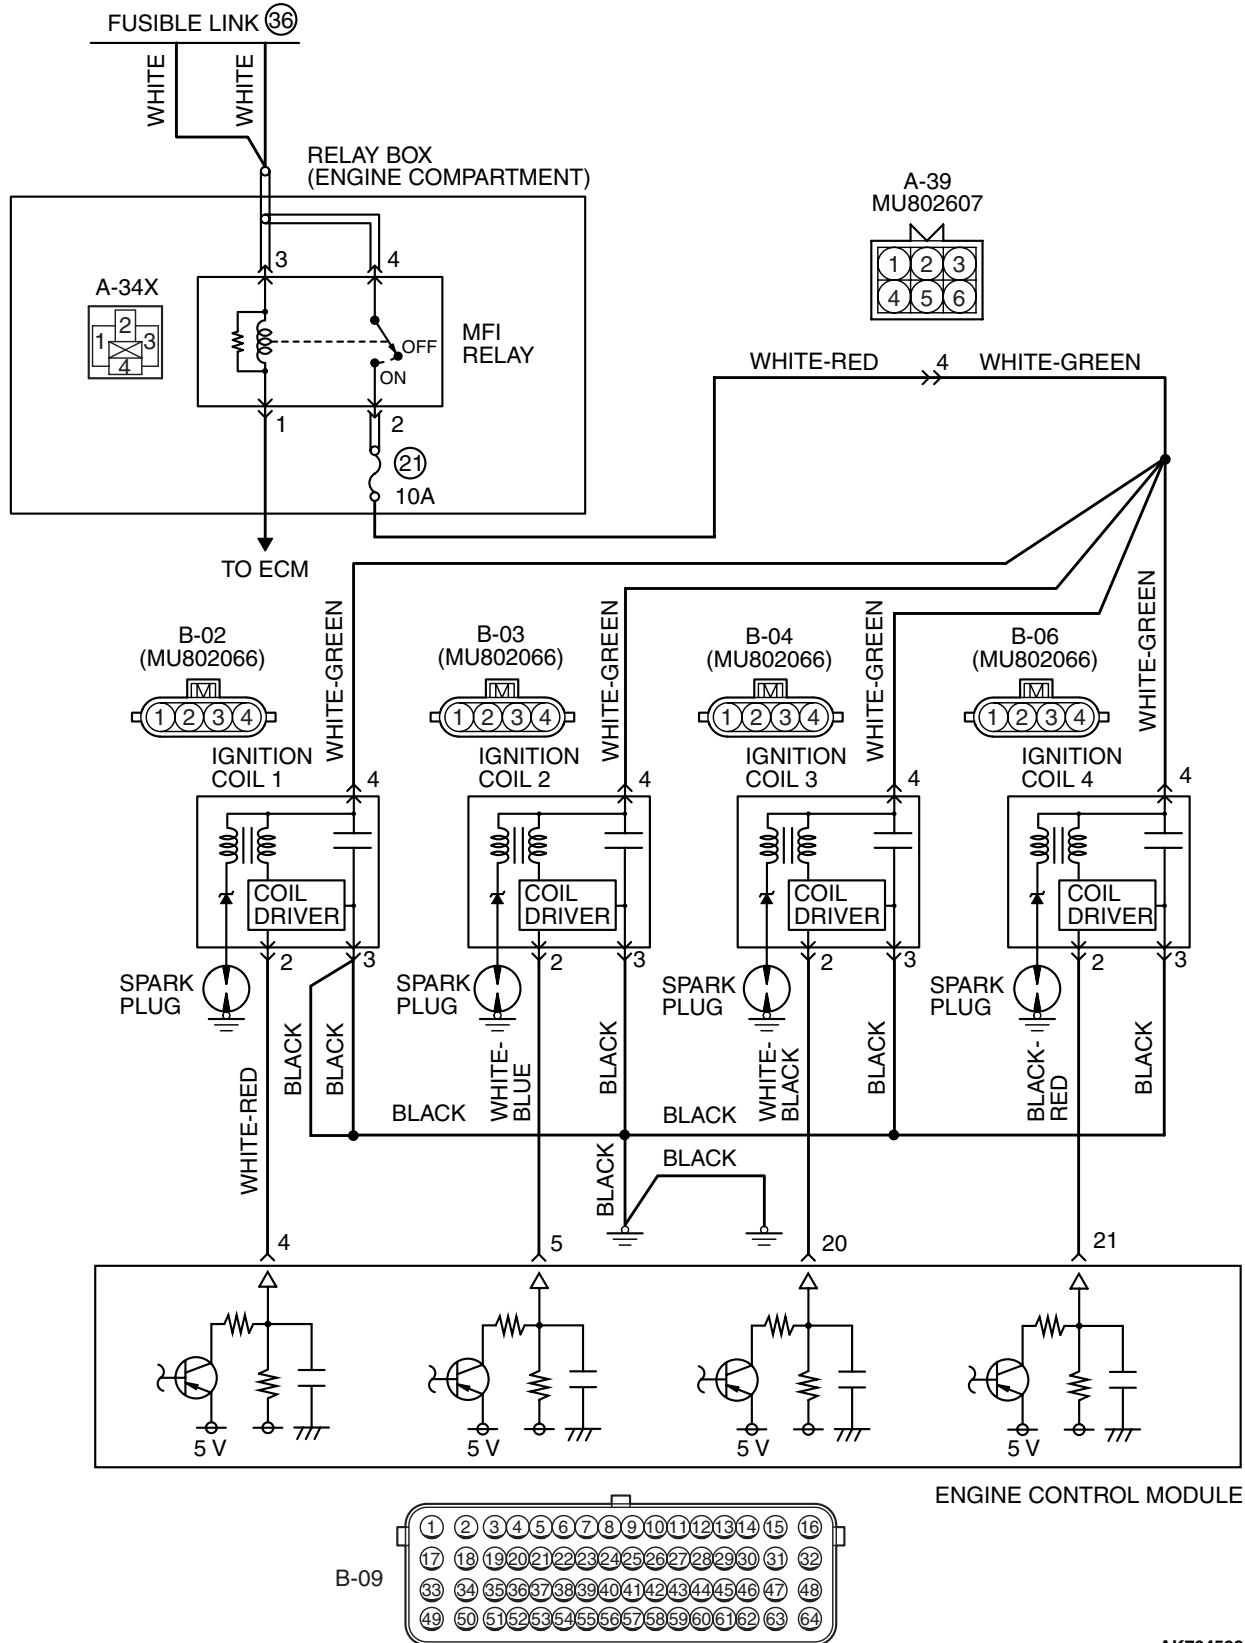 FUSIBLE LINK 36
WHITE
WHITE
RELAY BOX
(ENGINE COMPARTMENT)
A-39
MU802607
1 2 3
4 5 6
3
4
A-34X
2
1 3
4
MFI
RELAY
OFF
ON
1
2
21
10A
TO ECM
WHITE-RED
4
WHITE-GREEN
WHITE-GREEN
WHITE-GREEN
WHITE-GREEN
WHITE-GREEN
B-02
(MU802066)
1 2 3 4
IGNITION
COIL 1
4
COIL
DRIVER
2
3
SPARK
PLUG
B-03
(MU802066)
1 2 3 4
IGNITION
COIL 2
4
COIL
DRIVER
2
3
SPARK
PLUG
B-04
(MU802066)
1 2 3 4
IGNITION
COIL 3
4
COIL
DRIVER
2
3
SPARK
PLUG
B-06
(MU802066)
1 2 3 4
IGNITION
COIL 4
4
COIL
DRIVER
2
3
SPARK
PLUG
WHITE-RED
BLACK
BLACK
BLACK
WHITE-
BLUE
BLACK
BLACK
WHITE-
BLACK
BLACK
BLACK-
RED
BLACK
BLACK
BLACK
4
5
20
21
5 V
5 V
5 V
5 V
ENGINE CONTROL MODULE
B-09
1 2 3 4 5 6 7 8 9 10 11 12 13 14 15 16
17 18 19 20 21 22 23 24 25 26 27 28 29 30 31 32
33 34 35 36 37 38 39 40 41 42 43 44 45 46 47 48
49 50 51 52 53 54 55 56 57 58 59 60 61 62 63 64